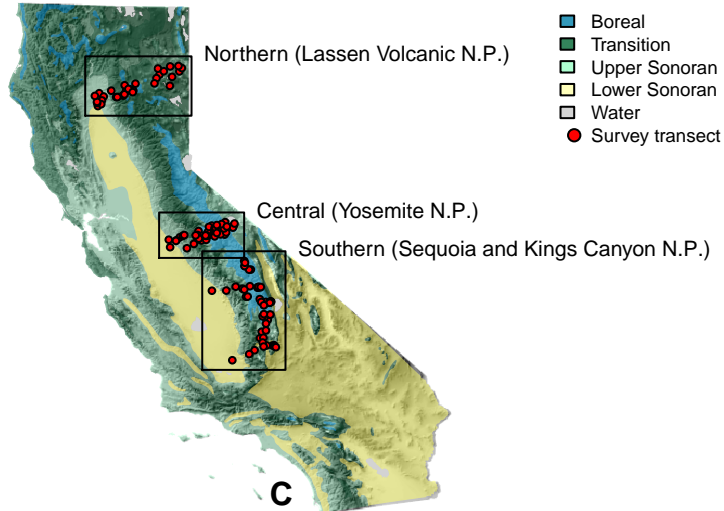 Northern (Lassen Volcanic N.P.)
Boreal
Transition
Upper Sonoran
Lower Sonoran
Water
Survey transect
Central (Yosemite N.P.)
Southern (Sequoia and Kings Canyon N.P.)
C